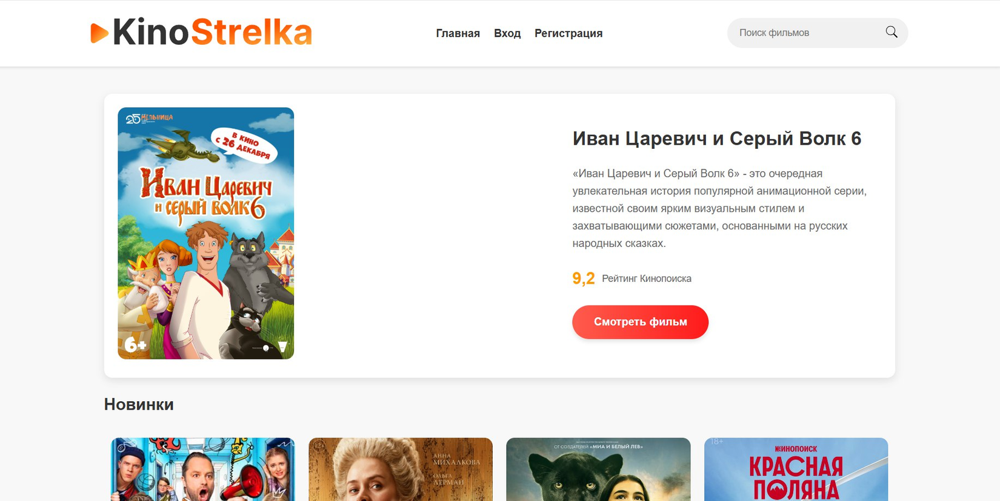 KinoStrelka
Главная Вход Регистрация
Поиск фильмов
25 МЕЛЬНИЦА
В КИНО
С 26 ДЕКАБРЯ
ИВАН ЦАРЕВИЧ
И СЕРЫЙ ВОЛК 6
6+
Иван Царевич и Серый Волк 6
«Иван Царевич и Серый Волк 6» - это очередная
увлекательная история популярной анимационной серии,
известной своим ярким визуальным стилем и
захватывающими сюжетами, основанными на русских
народных сказках.
9,2 Рейтинг Кинопоиска
Смотреть фильм
Новинки
12+
АННА
МИХАЛКОВА
ОЛЬГА
ЛЕРМАН
ОТ СОЗДАТЕЛЕЙ «МИА И БЕЛЫЙ ЛЕВ»
18+
КИНОПОИСК
КРАСНАЯ
ПОЛЯНА